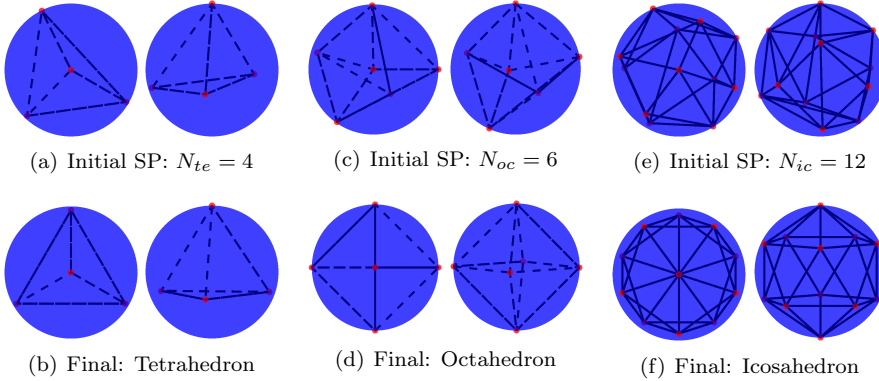 (a) Initial SP: N_{te} = 4
(c) Initial SP: N_{oc} = 6
(e) Initial SP: N_{ic} = 12
(b) Final: Tetrahedron
(d) Final: Octahedron
(f) Final: Icosahedron